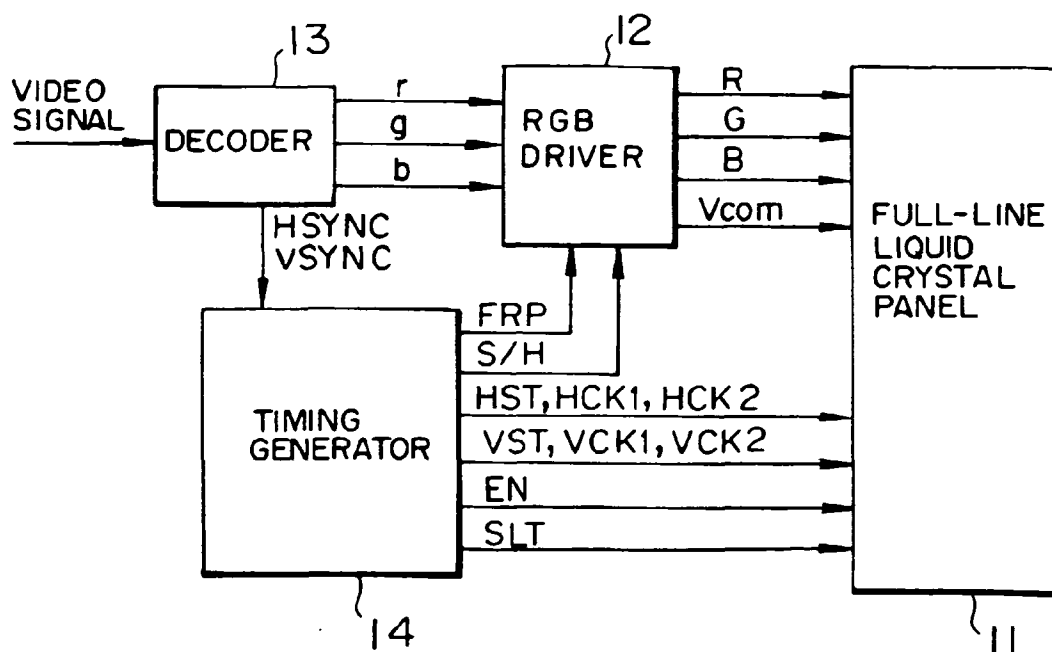 13
12
VIDEO
SIGNAL
DECODER
r
g
b
RGB
DRIVER
R
G
B
Vcom
FULL-LINE
LIQUID
CRYSTAL
PANEL
HSYNC
VSYNC
TIMING
GENERATOR
FRP
S/H
HST, HCK1, HCK2
VST, VCK1, VCK2
EN
SLT
14
11